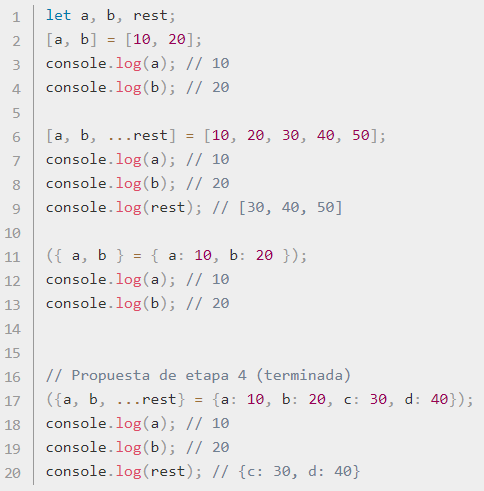 1 let a, b, rest;
2 [a, b] = [10, 20];
3 console.log(a); // 10
4 console.log(b); // 20
5
6 [a, b, ...rest] = [10, 20, 30, 40, 50];
7 console.log(a); // 10
8 console.log(b); // 20
9 console.log(rest); // [30, 40, 50]
10
11 ({ a, b } = { a: 10, b: 20 });
12 console.log(a); // 10
13 console.log(b); // 20
14
15
16 // Propuesta de etapa 4 (terminada)
17 ({a, b, ...rest} = {a: 10, b: 20, c: 30, d: 40});
18 console.log(a); // 10
19 console.log(b); // 20
20 console.log(rest); // {c: 30, d: 40}